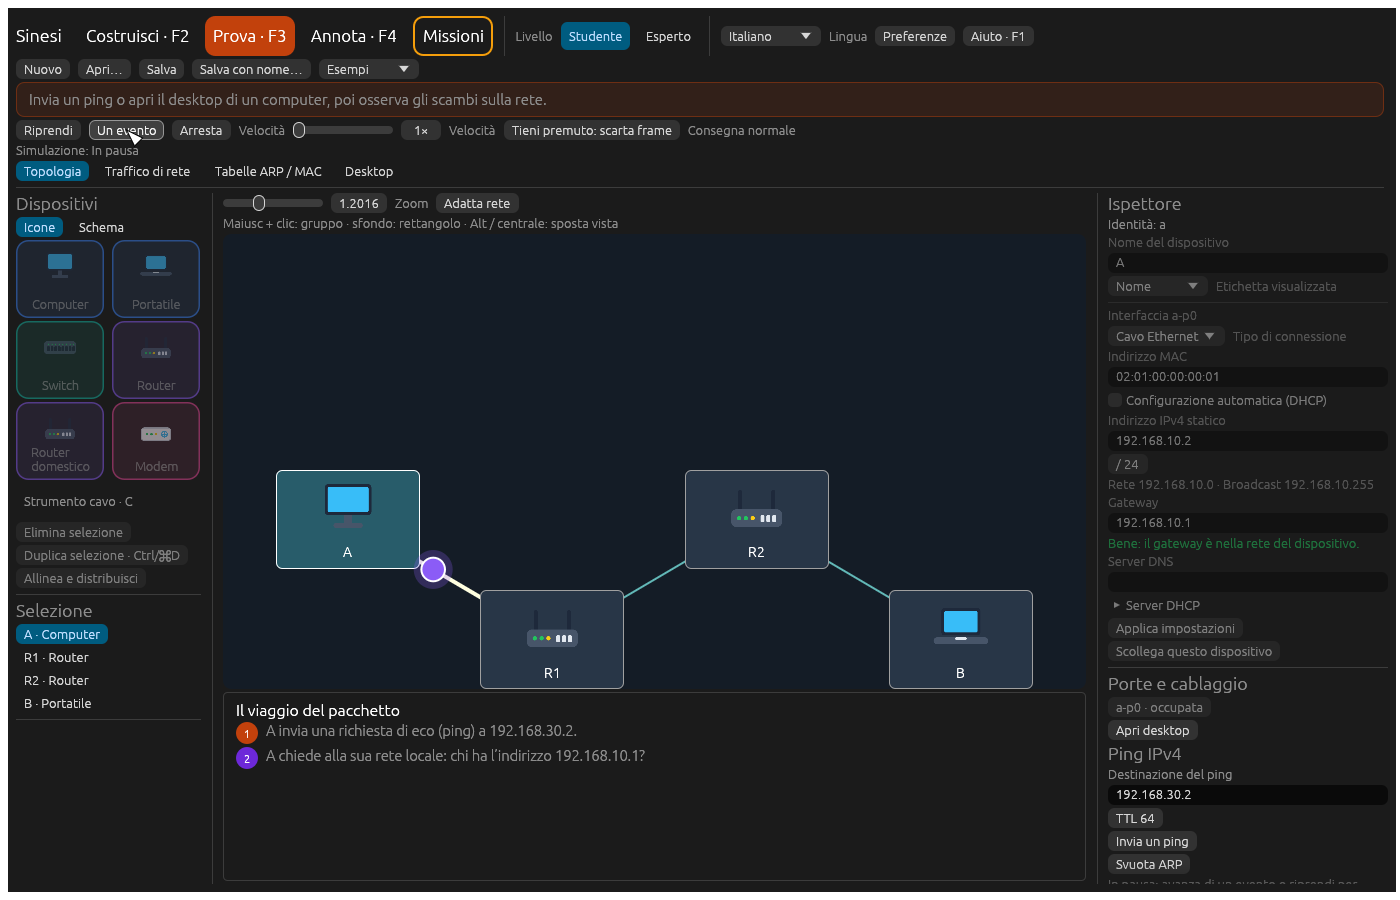 Sinesi Costruisci · F2 Prova · F3 Annota · F4 Missioni Livello Studente Esperto Italiano Lingua Preferenze Aiuto · F1
Nuovo Apri… Salva Salva con nome… Esempi
Invia un ping o apri il desktop di un computer, poi osserva gli scambi sulla rete.
Riprendi Un evento Arresta Velocità 1× Velocità Tieni premuto: scarta frame Consegna normale
Simulazione: In pausa
Topologia Traffico di rete Tabelle ARP / MAC Desktop
Dispositivi
Icone Schema
Computer Portatile
Switch Router
Router domestico Modem
Strumento cavo · C
Elimina selezione
Duplica selezione · Ctrl/⌘D
Allinea e distribuisci
Selezione
A · Computer
R1 · Router
R2 · Router
B · Portatile
1.2016 Zoom Adatta rete
Maiusc + clic: gruppo · sfondo: rettangolo · Alt / centrale: sposta vista
A
R2
R1
B
Il viaggio del pacchetto
1 A invia una richiesta di eco (ping) a 192.168.30.2.
2 A chiede alla sua rete locale: chi ha l'indirizzo 192.168.10.1?
Ispettore
Identità: a
Nome del dispositivo
A
Nome Etichetta visualizzata
Interfaccia a-p0
Cavo Ethernet Tipo di connessione
Indirizzo MAC
02:01:00:00:00:01
Configurazione automatica (DHCP)
Indirizzo IPv4 statico
192.168.10.2
/ 24
Rete 192.168.10.0 · Broadcast 192.168.10.255
Gateway
192.168.10.1
Bene: il gateway è nella rete del dispositivo.
Server DNS
Server DHCP
Applica impostazioni
Scollega questo dispositivo
Porte e cablaggio
a-p0 · occupata
Apri desktop
Ping IPv4
Destinazione del ping
192.168.30.2
TTL 64
Invia un ping
Svuota ARP
In pausa: avanza di un evento o riprendi per